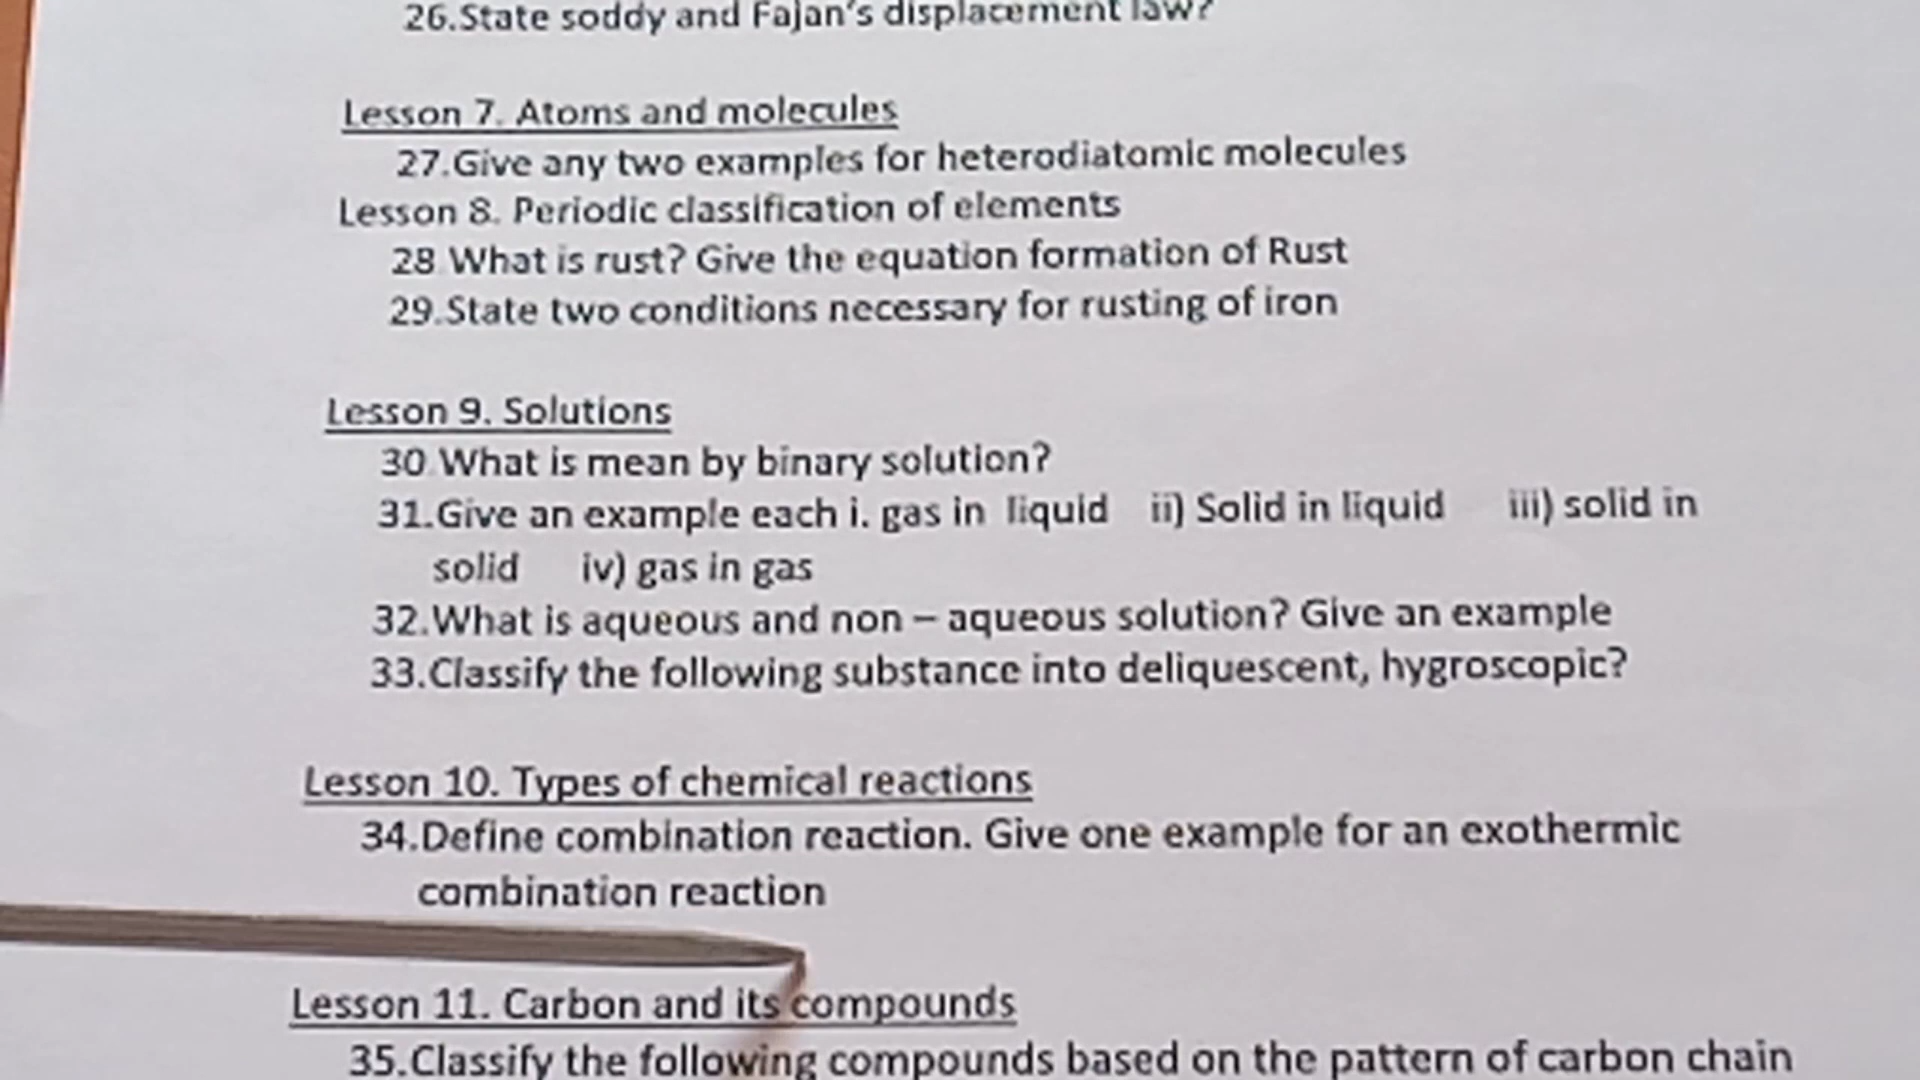 26.State soddy and Fajan's displacement law?
Lesson 7. Atoms and molecules
27.Give any two examples for heterodiatomic molecules
Lesson 8. Periodic classification of elements
28.What is rust? Give the equation formation of Rust
29.State two conditions necessary for rusting of iron
Lesson 9. Solutions
30.What is mean by binary solution?
31.Give an example each i. gas in liquid ii) Solid in liquid iii) solid in
solid iv) gas in gas
32.What is aqueous and non – aqueous solution? Give an example
33.Classify the following substance into deliquescent, hygroscopic?
Lesson 10. Types of chemical reactions
34.Define combination reaction. Give one example for an exothermic
combination reaction
Lesson 11. Carbon and its compounds
35.Classify the following compounds based on the pattern of carbon chain